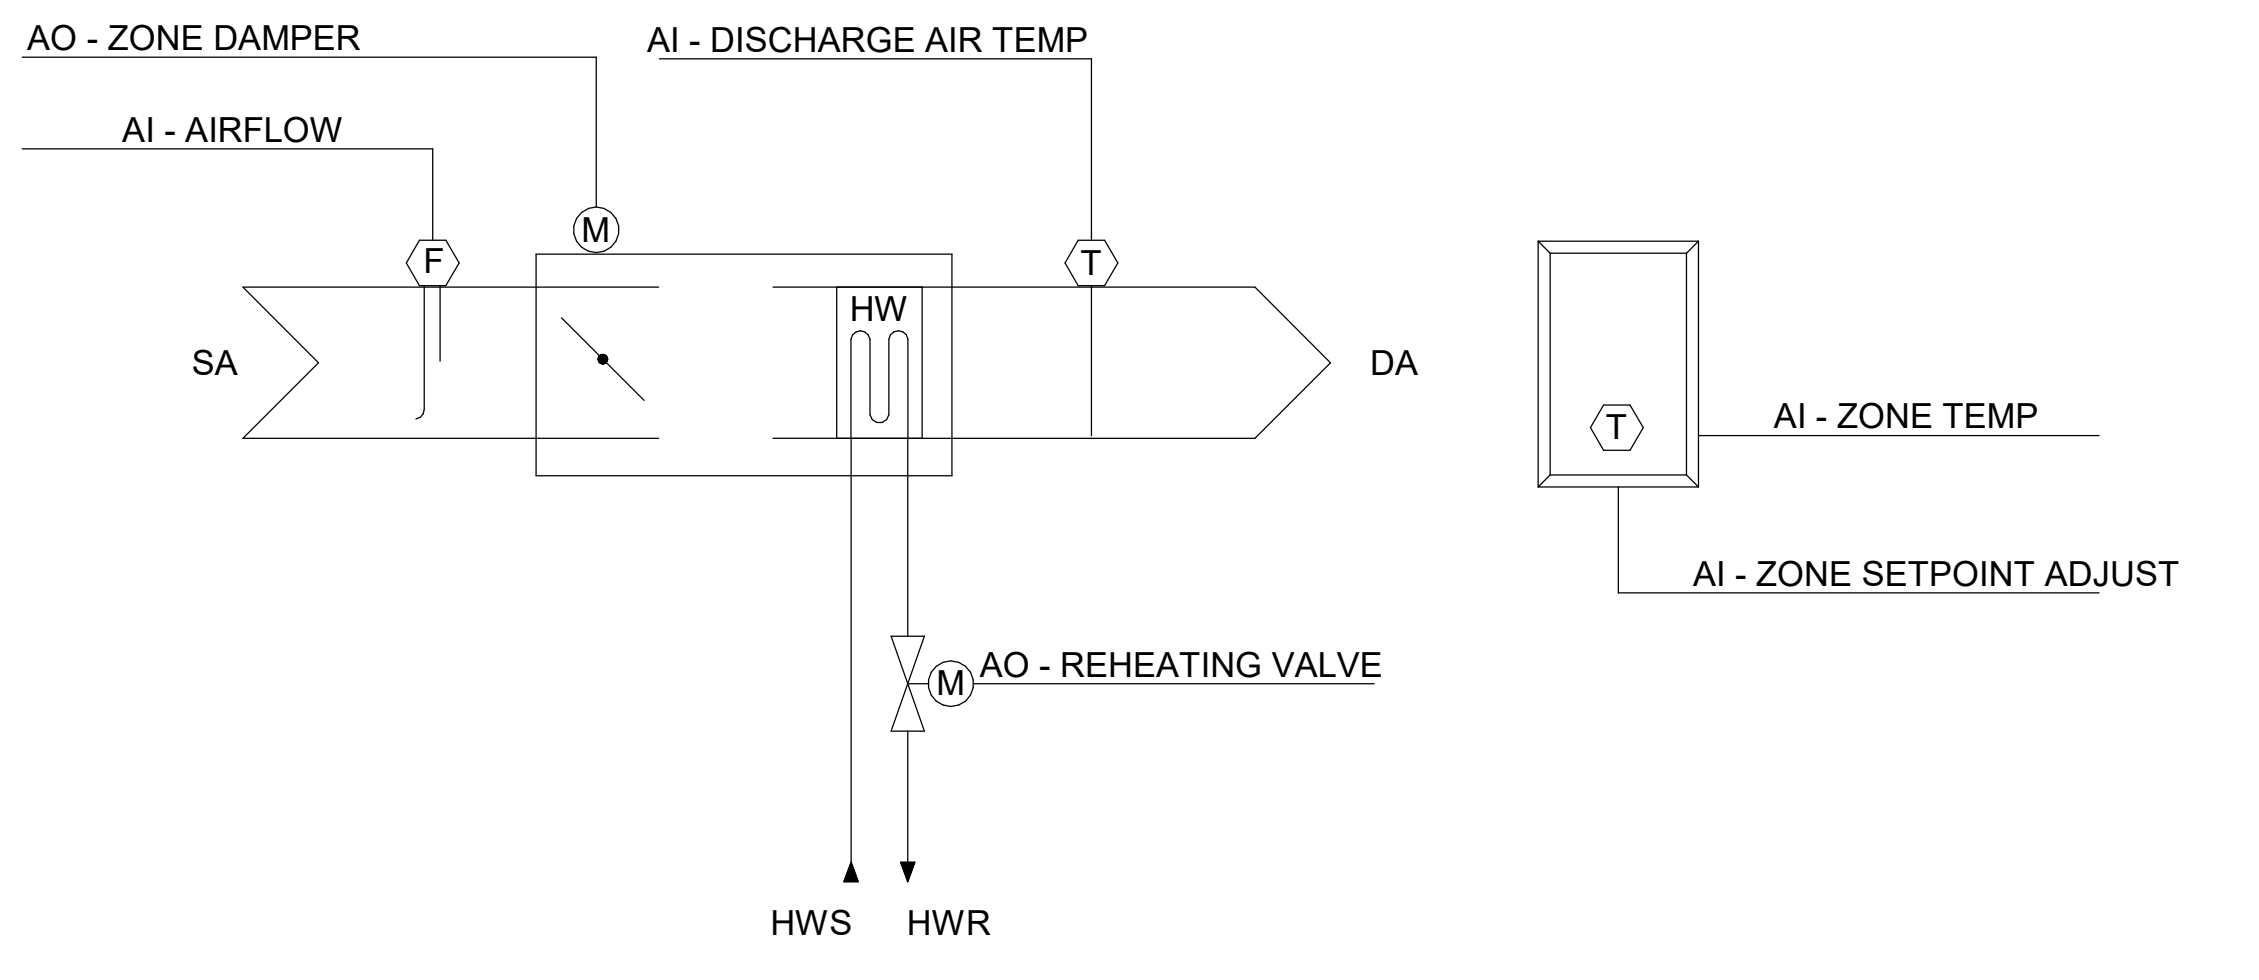 AO - ZONE DAMPER
AI - DISCHARGE AIR TEMP
AI - AIRFLOW
M
F
T
HW
SA
DA
T
AI - ZONE TEMP
AI - ZONE SETPOINT ADJUST
M
AO - REHEATING VALVE
HWS
HWR